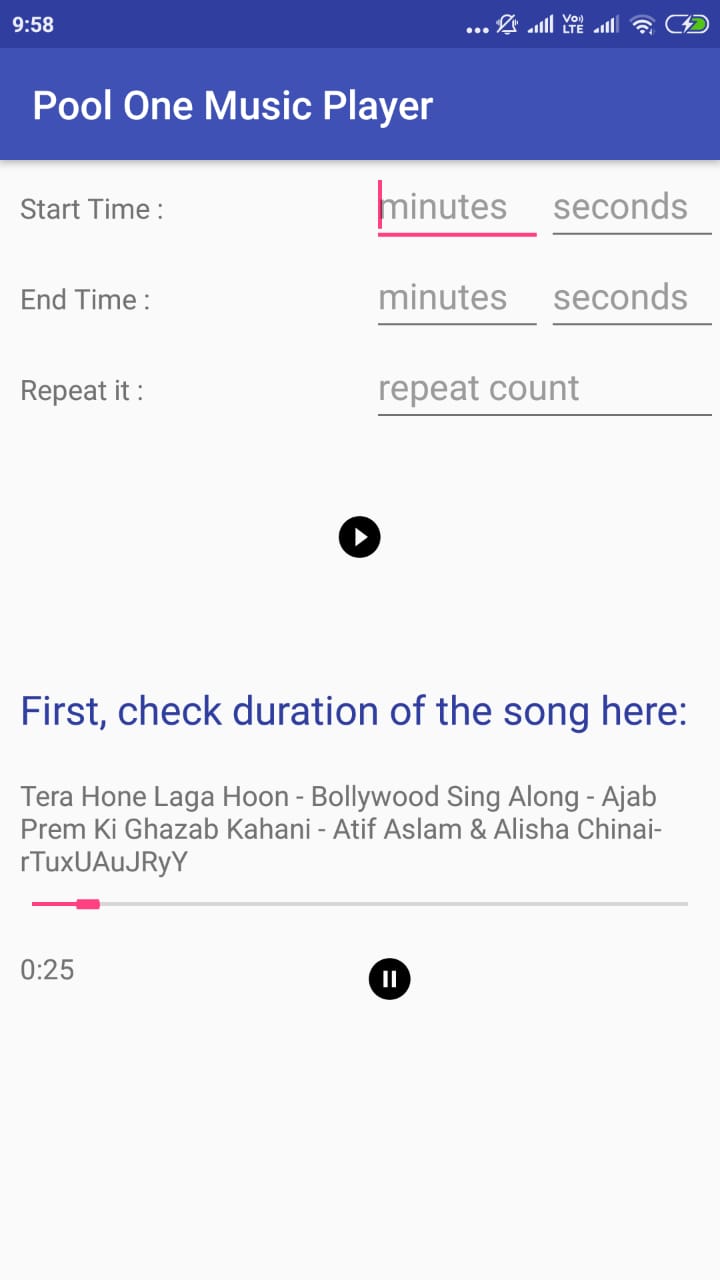 9:58
Vo) LTE
Pool One Music Player
Start Time :
minutes seconds
End Time :
minutes seconds
Repeat it :
repeat count
First, check duration of the song here:
Tera Hone Laga Hoon - Bollywood Sing Along - Ajab
Prem Ki Ghazab Kahani - Atif Aslam & Alisha Chinai-
rTuxUAuJRyY
0:25